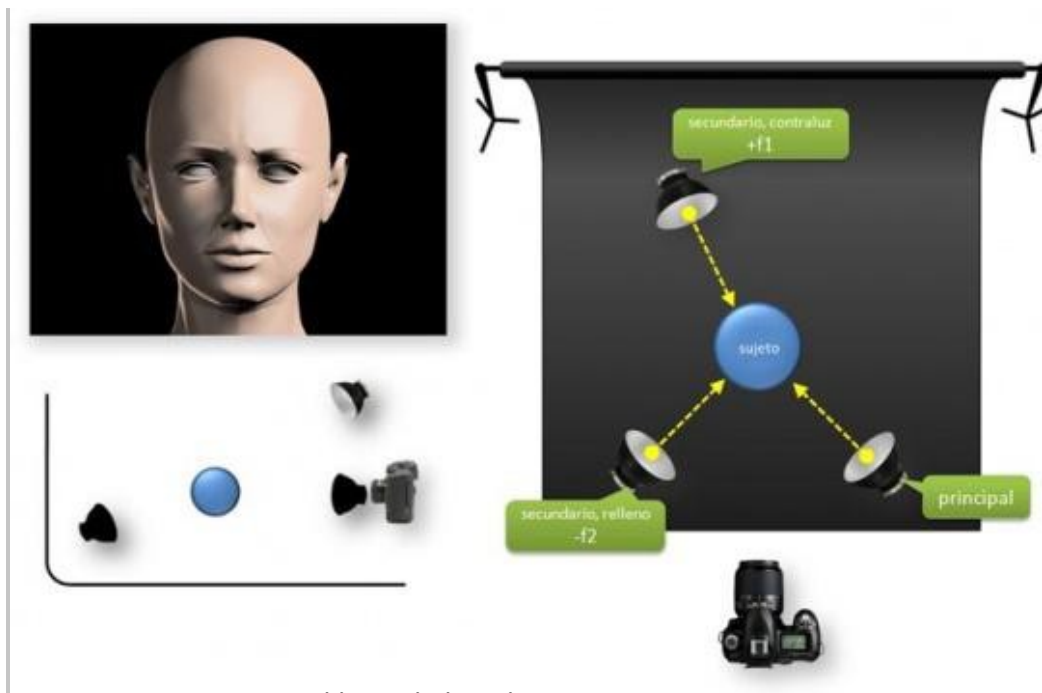 secundario, contraluz
+f1
sujeto
secundario, relleno
-f2
principal